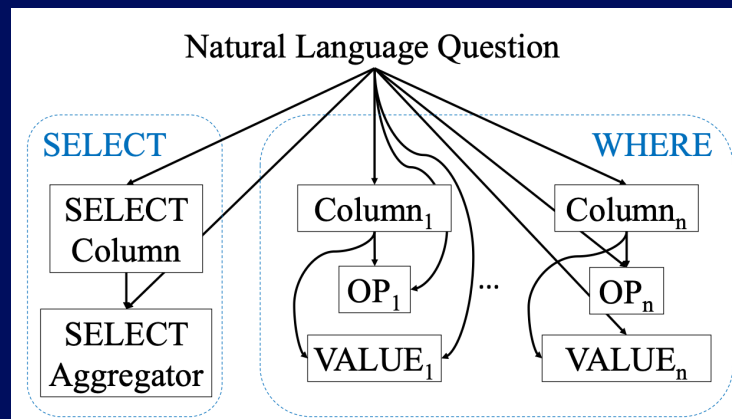 Natural Language Question
SELECT
WHERE
SELECT
Column
Column₁
Columnₙ
OP₁
...
OPₙ
SELECT
Aggregator
VALUE₁
VALUEₙ